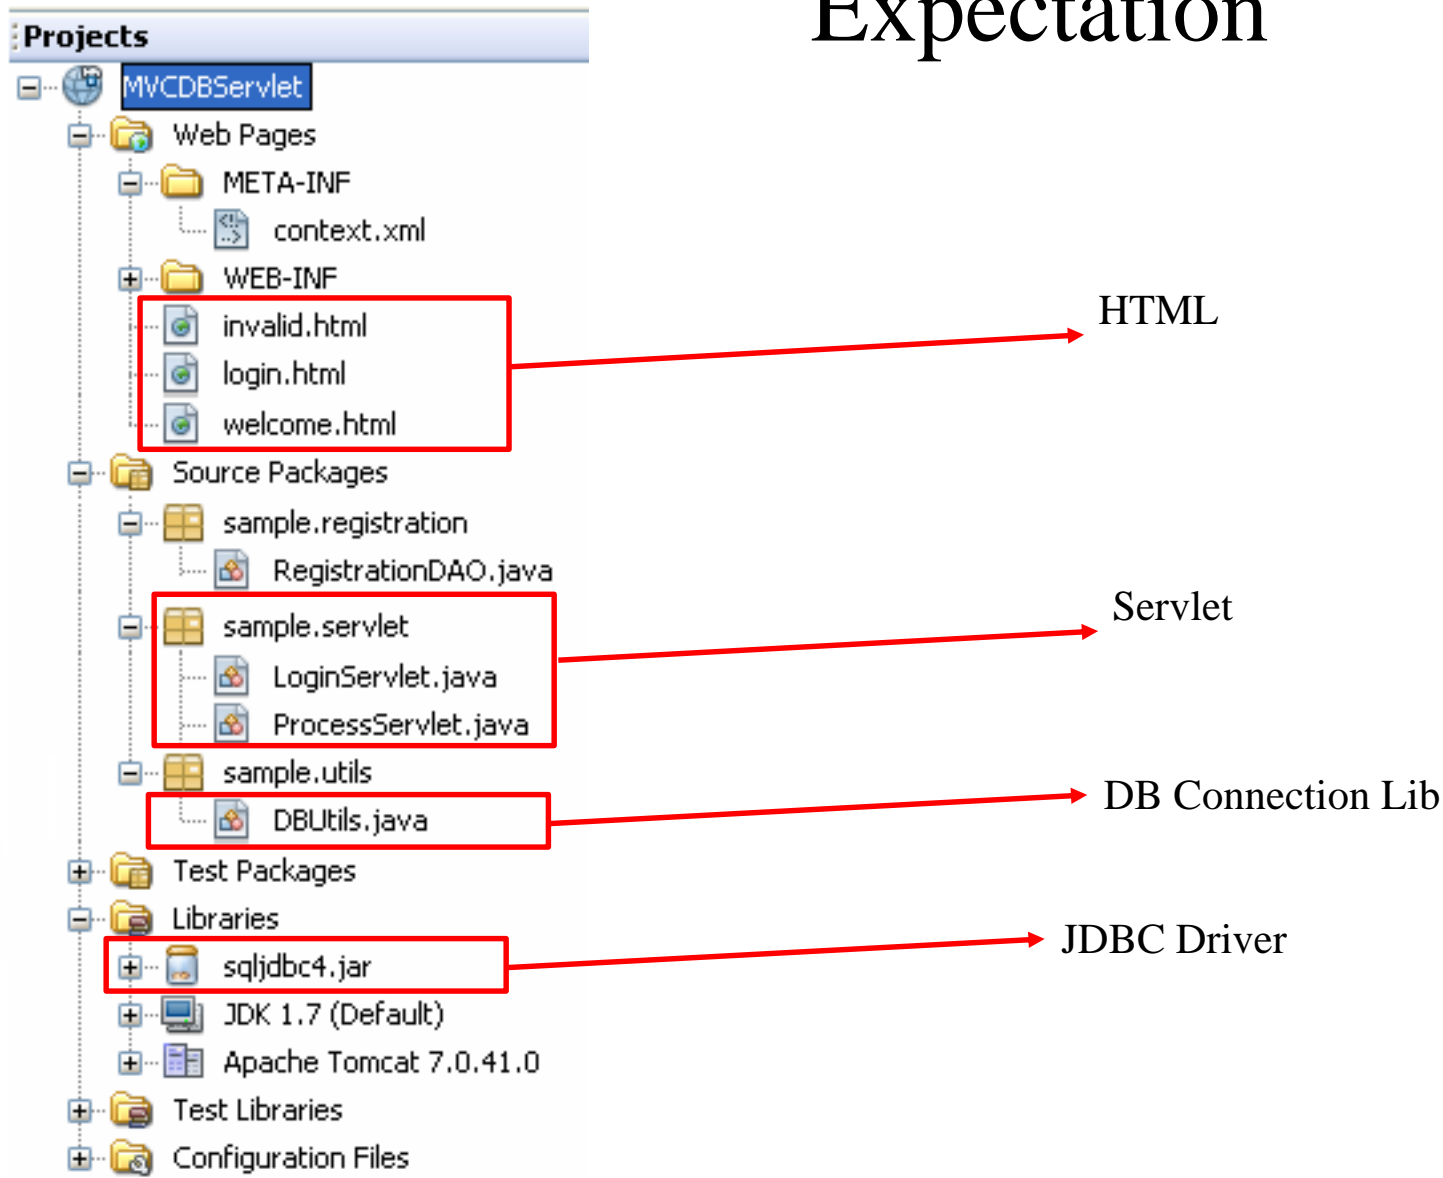 Expectation
Projects
MVCDBServlet
Web Pages
META-INF
context.xml
WEB-INF
invalid.html
login.html
welcome.html
HTML
Source Packages
sample.registration
RegistrationDAO.java
sample.servlet
LoginServlet.java
ProcessServlet.java
Servlet
sample.utils
DBUtils.java
DB Connection Lib
Test Packages
Libraries
sqljdbc4.jar
JDBC Driver
JDK 1.7 (Default)
Apache Tomcat 7.0.41.0
Test Libraries
Configuration Files